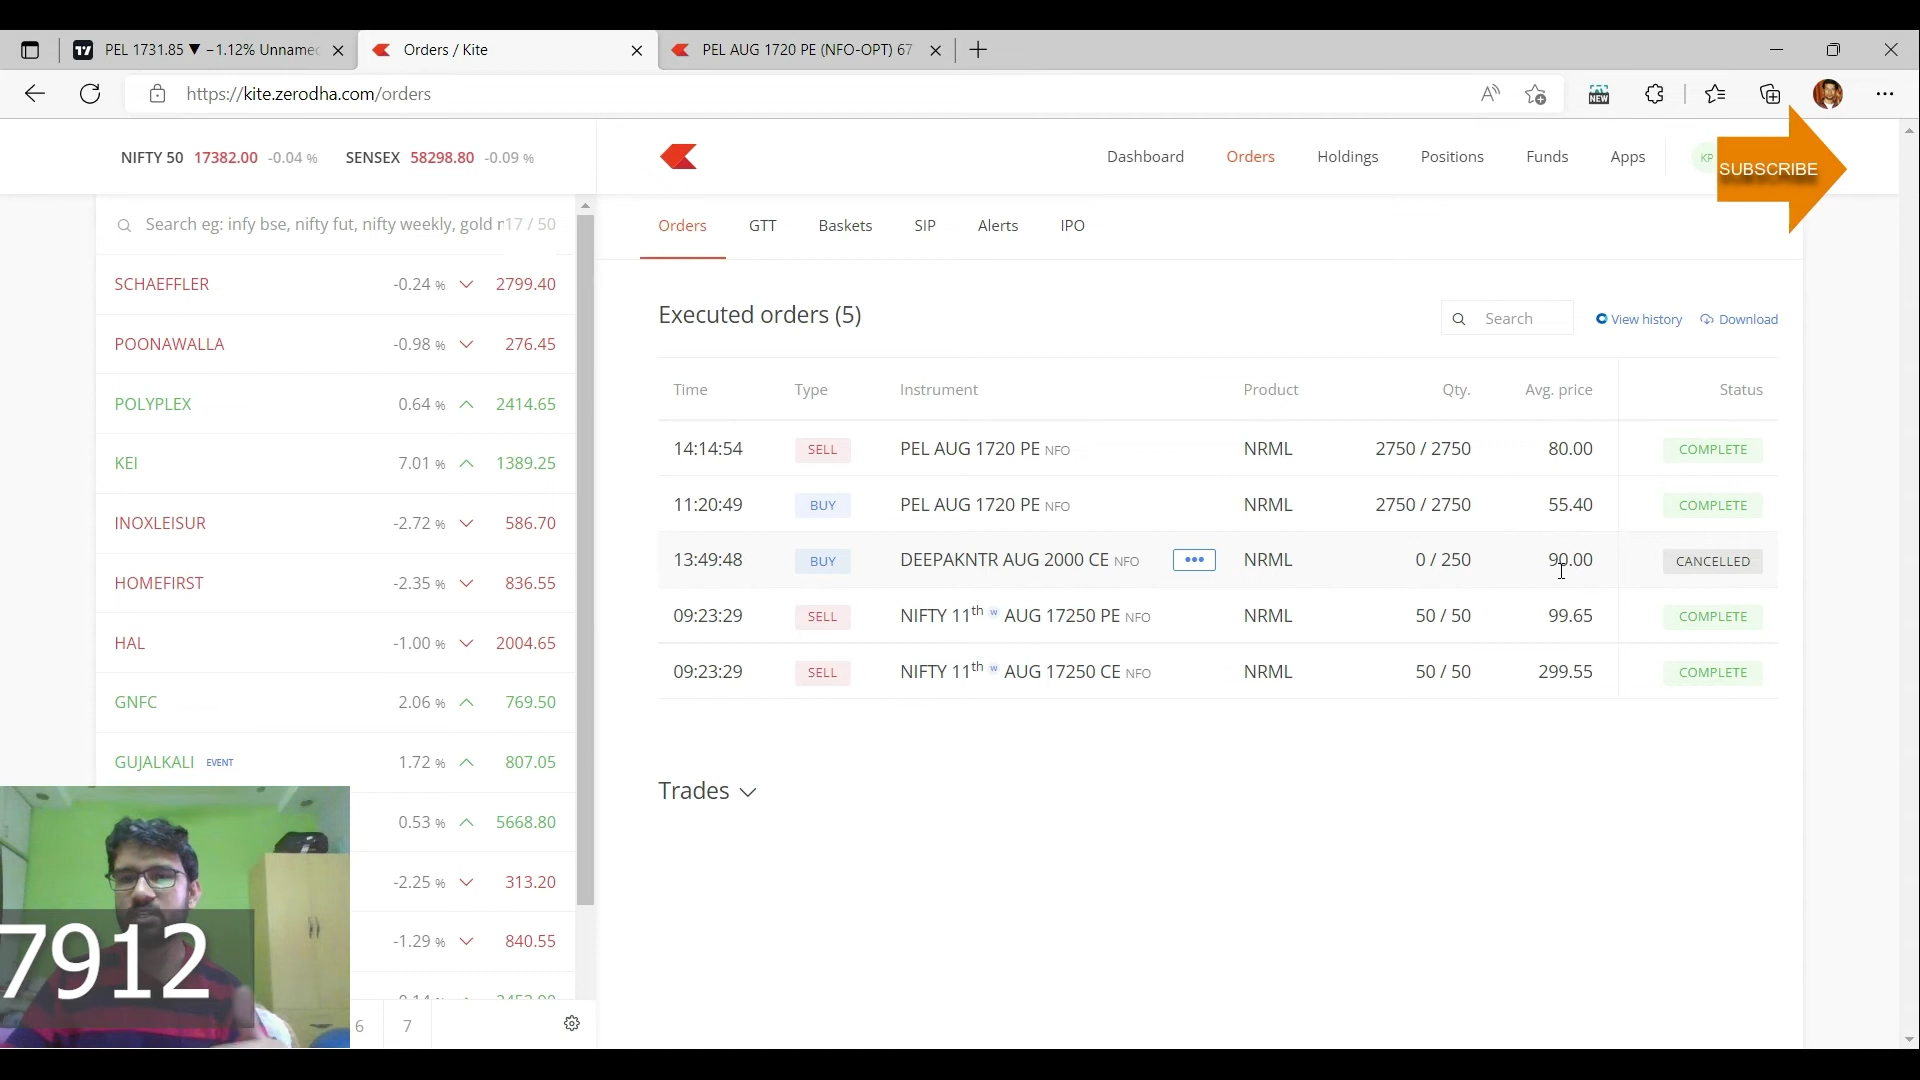 PEL 1731.85 ▼ −1.12% Unname
Orders / Kite
PEL AUG 1720 PE (NFO-OPT) 67
https://kite.zerodha.com/orders
NEW
NIFTY 50 17382.00 -0.04 %
SENSEX 58298.80 -0.09 %
Dashboard
Orders
Holdings
Positions
Funds
Apps
KP
SUBSCRIBE
Search eg: infy bse, nifty fut, nifty weekly, gold r 17 / 50
SCHAEFFLER -0.24 % 2799.40
POONAWALLA -0.98 % 276.45
POLYPLEX 0.64 % 2414.65
KEI 7.01 % 1389.25
INOXLEISUR -2.72 % 586.70
HOMEFIRST -2.35 % 836.55
HAL -1.00 % 2004.65
GNFC 2.06 % 769.50
GUJALKALI EVENT 1.72 % 807.05
0.53 % 5668.80
-2.25 % 313.20
-1.29 % 840.55
6 7
7912
Orders GTT Baskets SIP Alerts IPO
Executed orders (5)
Search
View history
Download
Time Type Instrument Product Qty. Avg. price Status
14:14:54 SELL PEL AUG 1720 PE NFO NRML 2750 / 2750 80.00 COMPLETE
11:20:49 BUY PEL AUG 1720 PE NFO NRML 2750 / 2750 55.40 COMPLETE
13:49:48 BUY DEEPAKNTR AUG 2000 CE NFO ••• NRML 0 / 250 90.00 CANCELLED
09:23:29 SELL NIFTY 11th w AUG 17250 PE NFO NRML 50 / 50 99.65 COMPLETE
09:23:29 SELL NIFTY 11th w AUG 17250 CE NFO NRML 50 / 50 299.55 COMPLETE
Trades